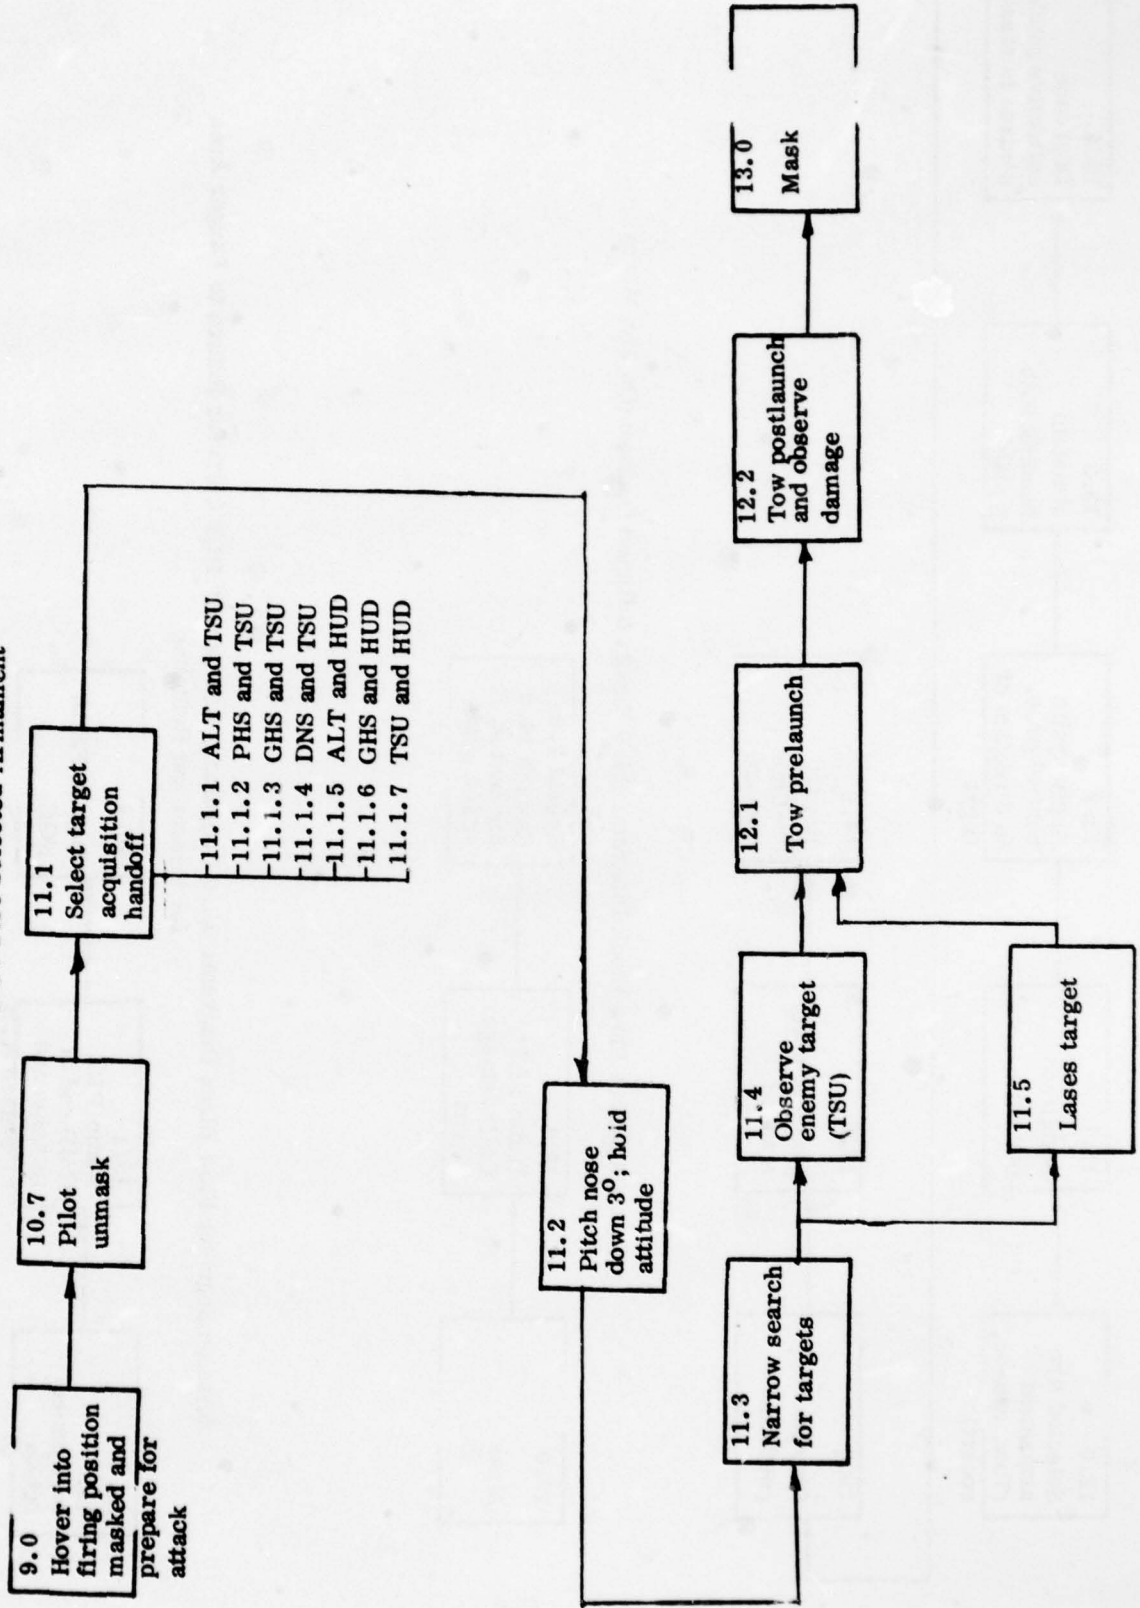 9.0
Hover into
firing position
masked and
prepare for
attack
10.7
Pilot
unmask
11.1
Select target
acquisition
handoff
11.1.1 ALT and TSU
11.1.2 PHS and TSU
11.1.3 GHS and TSU
11.1.4 DNS and TSU
11.1.5 ALT and HUD
11.1.6 GHS and HUD
11.1.7 TSU and HUD
11.2
Pitch nose
down 3°; hold
attitude
11.3
Narrow search
for targets
11.4
Observe
enemy target
(TSU)
11.5
Lases target
12.1
Tow prelaunch
12.2
Tow postlaunch
and observe
damage
13.0
Mask